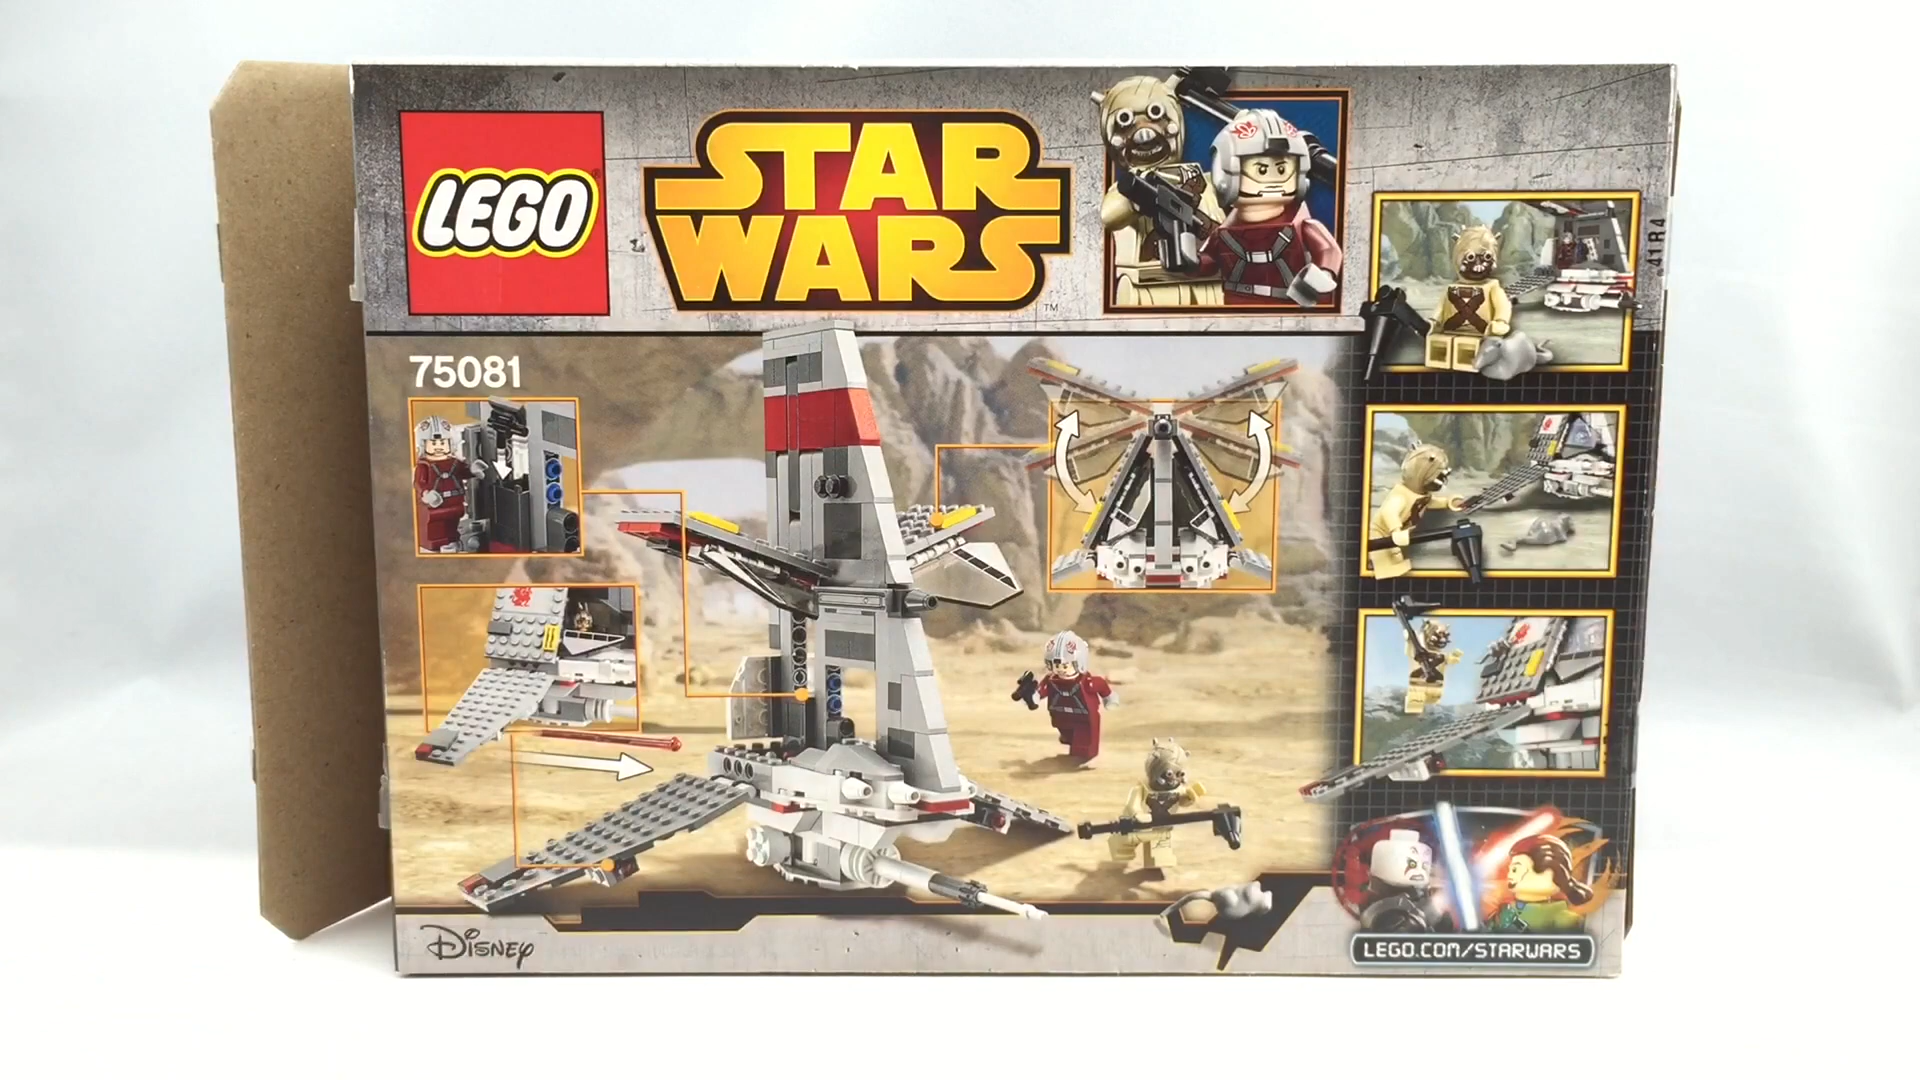 LEGO
®
STAR
WARS
™
41R4
75081
Disney
LEGO.COM/STARWARS